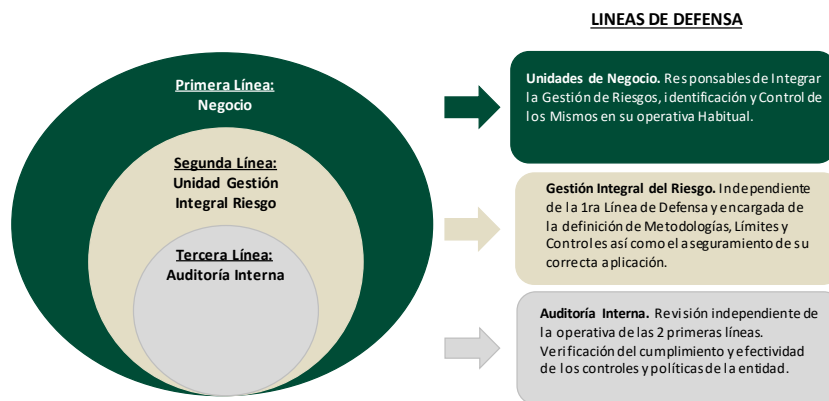 LINEAS DE DEFENSA
Primera Línea:
Negocio
Unidades de Negocio. Responsables de Integrar
la Gestión de Riesgos, identificación y Control de
los Mismos en su operativa Habitual.
Segunda Línea:
Unidad Gestión
Integral Riesgo
Gestión Integral del Riesgo. Independiente
de la 1ra Línea de Defensa y encargada de
la definición de Metodologías, Límites y
Controles así como el aseguramiento de su
correcta aplicación.
Tercera Línea:
Auditoría Interna
Auditoría Interna. Revisión independiente de
la operativa de las 2 primeras líneas.
Verificación del cumplimiento y efectividad
de los controles y políticas de la entidad.